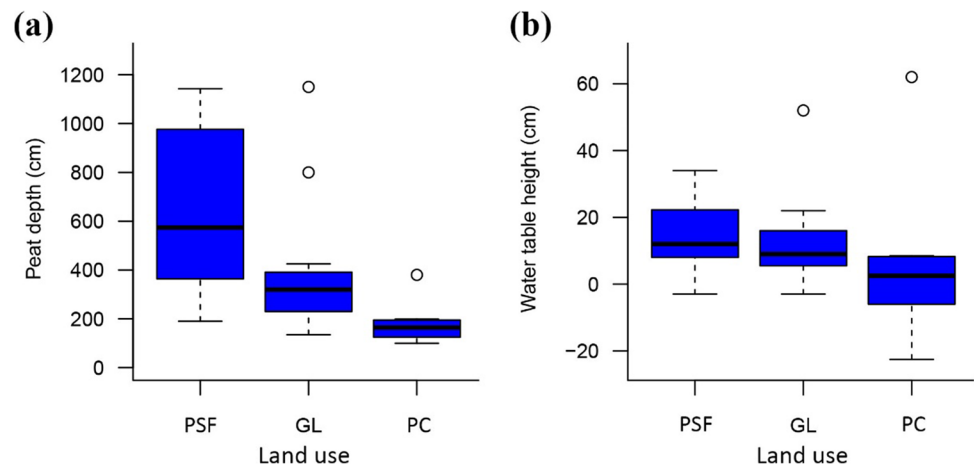 (a)
Peat depth (cm)
1200
1000
800
600
400
200
0
PSF GL PC
Land use
(b)
Water table height (cm)
60
40
20
0
−20
PSF GL PC
Land use